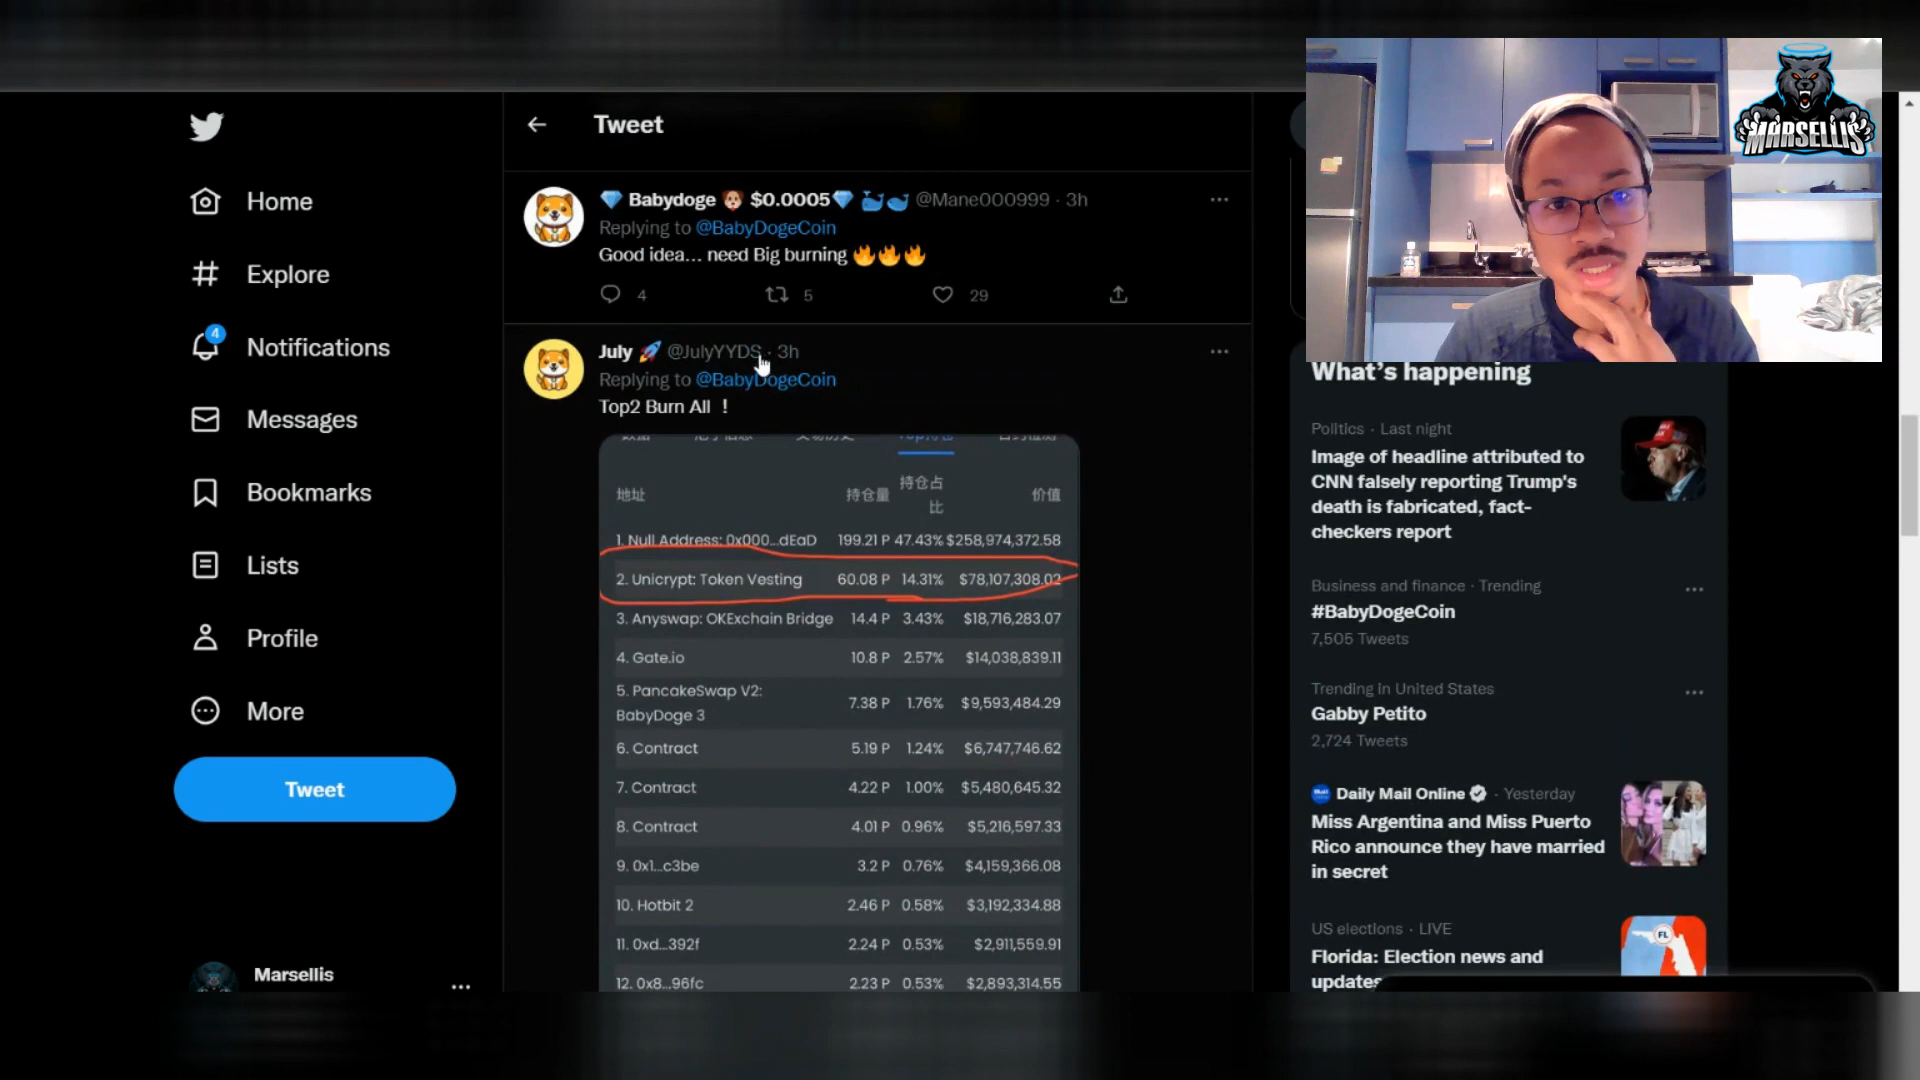 Home
Explore
4
Notifications
Messages
Bookmarks
Lists
Profile
More
Tweet
Marsellis
Tweet
Babydoge $0.0005 @Mane000999 · 3h
Replying to @BabyDogeCoin
Good idea... need Big burning 🔥🔥🔥
4 5 29
July 🚀 @JulyYYDS · 3h
Replying to @BabyDogeCoin
Top2 Burn All ！
地址 持仓量 持仓占比 价值
1. Null Address: 0x000...dEaD 199.21 P 47.43% $258,974,372.58
2. Unicrypt: Token Vesting 60.08 P 14.31% $78,107,308.02
3. Anyswap: OKExchain Bridge 14.4 P 3.43% $18,716,283.07
4. Gate.io 10.8 P 2.57% $14,038,839.11
5. PancakeSwap V2:
BabyDoge 3 7.38 P 1.76% $9,593,484.29
6. Contract 5.19 P 1.24% $6,747,746.62
7. Contract 4.22 P 1.00% $5,480,645.32
8. Contract 4.01 P 0.96% $5,216,597.33
9. 0x1...c3be 3.2 P 0.76% $4,159,366.08
10. Hotbit 2 2.46 P 0.58% $3,192,334.88
11. 0xd...392f 2.24 P 0.53% $2,911,559.91
12. 0x8...96fc 2.23 P 0.53% $2,893,314.55
MARSELLIS
What's happening
Politics · Last night
Image of headline attributed to
CNN falsely reporting Trump's
death is fabricated, fact-
checkers report
Business and finance · Trending
#BabyDogeCoin
7,505 Tweets
Trending in United States
Gabby Petito
2,724 Tweets
Daily Mail Online · Yesterday
Miss Argentina and Miss Puerto
Rico announce they have married
in secret
US elections · LIVE
Florida: Election news and
updates
FL